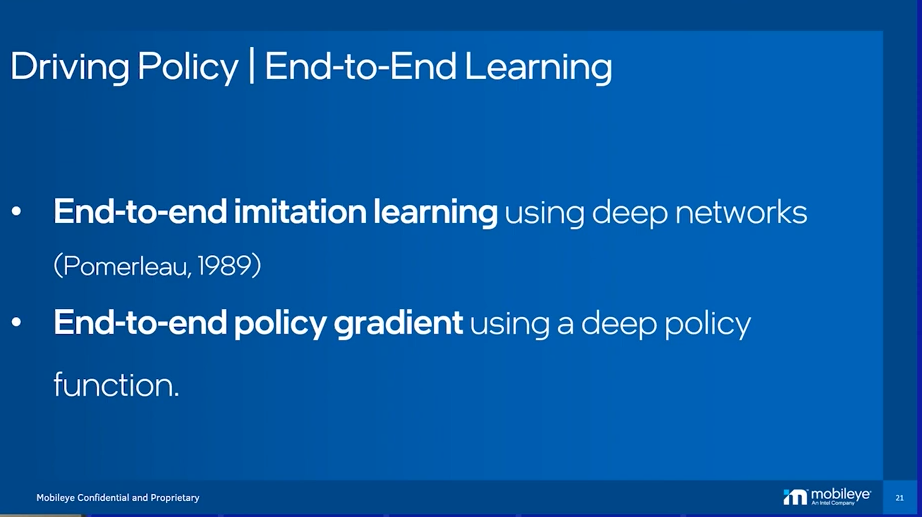 Driving Policy | End-to-End Learning
• End-to-end imitation learning using deep networks
(Pomerleau, 1989)
• End-to-end policy gradient using a deep policy
function.
Mobileye Confidential and Proprietary
mobileye
An Intel Company
21